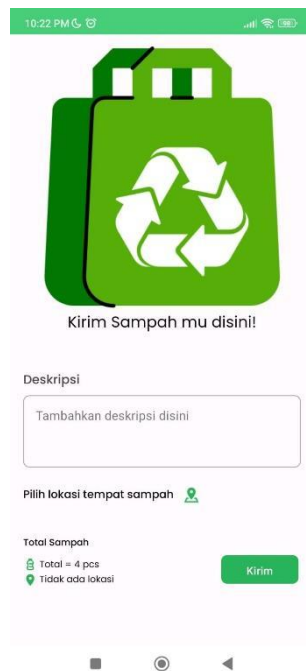 10:22 PM
Kirim Sampah mu disini!
Deskripsi
Tambahkan deskripsi disini
Pilih lokasi tempat sampah
Total Sampah
Total = 4 pcs
Tidak ada lokasi
Kirim